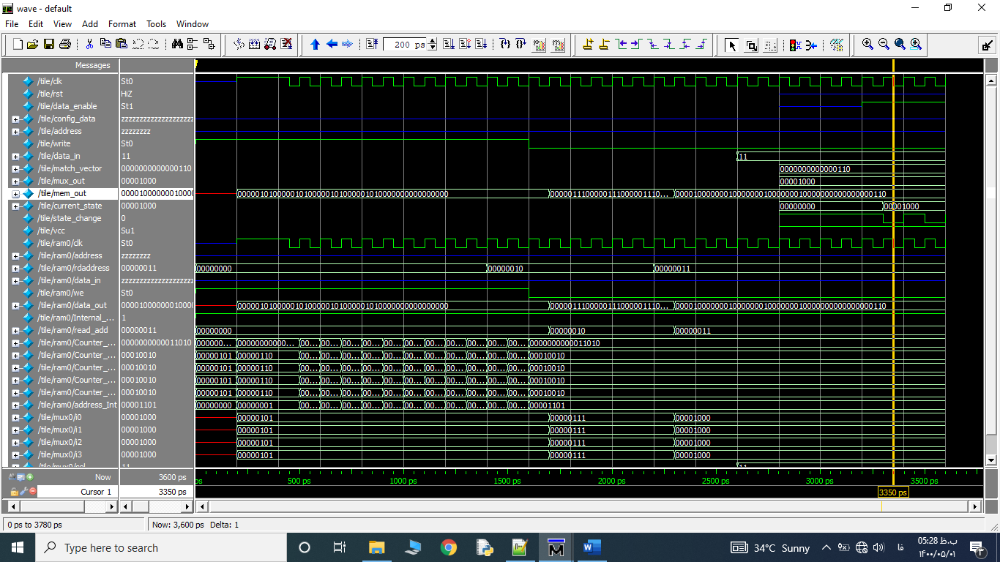 wave - default
File Edit View Add Format Tools Window
200 ps
Messages
/tile/clk St0
/tile/rst HiZ
/tile/data_enable St1
/tile/config_data zzzzzzzzzzzzzzzzzzzz
/tile/address zzzzzzzz
/tile/write St0
/tile/data_in 11 11
/tile/match_vector 0000000000000110 0000000000000110
/tile/mux_out 00001000 00001000
/tile/mem_out 0000100000010000 00000101000001010000010100000101000000000000000 00000111000001110000011110... 000010000000100000001000000010000000000000000110
/tile/current_state 00001000 00000000 00001000
/tile/state_change 0
/tile/vcc Su1
/tile/ram0/clk St0
/tile/ram0/address zzzzzzzz
/tile/ram0/rdaddress 00000011 00000000 00000010 00000011
/tile/ram0/data_in zzzzzzzzzzzzzzzzzzzz
/tile/ram0/we St0
/tile/ram0/data_out 0000100000010000 00000101000001010000010100000101000000000000000 00000111000001110000011110... 000010000000100000001000000010000000000000000110
/tile/ram0/Internal_... 1
/tile/ram0/read_add 00000011 00000000 00000010 00000011
/tile/ram0/Counter_... 0000000000011010 000000... 00000000000... 00... 00... 00... 00... 00... 00... 00... 00... 00... 00... 00... 0000000000011010
/tile/ram0/Counter_... 00010010 00000101 00000110 00... 00... 00... 00... 00... 00... 00... 00... 00... 00... 00... 00010010
/tile/ram0/Counter_... 00010010 00000101 00000110 00... 00... 00... 00... 00... 00... 00... 00... 00... 00... 00... 00010010
/tile/ram0/Counter_... 00010010 00000101 00000110 00... 00... 00... 00... 00... 00... 00... 00... 00... 00... 00... 00010010
/tile/ram0/Counter_... 00010010 00000101 00000110 00... 00... 00... 00... 00... 00... 00... 00... 00... 00... 00... 00010010
/tile/ram0/address_Int 00001101 00000000 00000001 00... 00... 00... 00... 00... 00... 00... 00... 00... 00... 00... 00001101
/tile/mux0/i0 00001000 00000101 00000111 00001000
/tile/mux0/i1 00001000 00000101 00000111 00001000
/tile/mux0/i2 00001000 00000101 00000111 00001000
/tile/mux0/i3 00001000 00000101 00000111 00001000
/tile/mux0/sel 11 11
Now 3600 ps ps 500 ps 1000 ps 1500 ps 2000 ps 2500 ps 3000 ps 3500 ps
Cursor 1 3350 ps 3350 ps
0 ps to 3780 ps Now: 3,600 ps Delta: 1
Type here to search
34°C Sunny
فا
05:28 ب.ظ
۱۴۰۰/۰۵/۰۱
۳